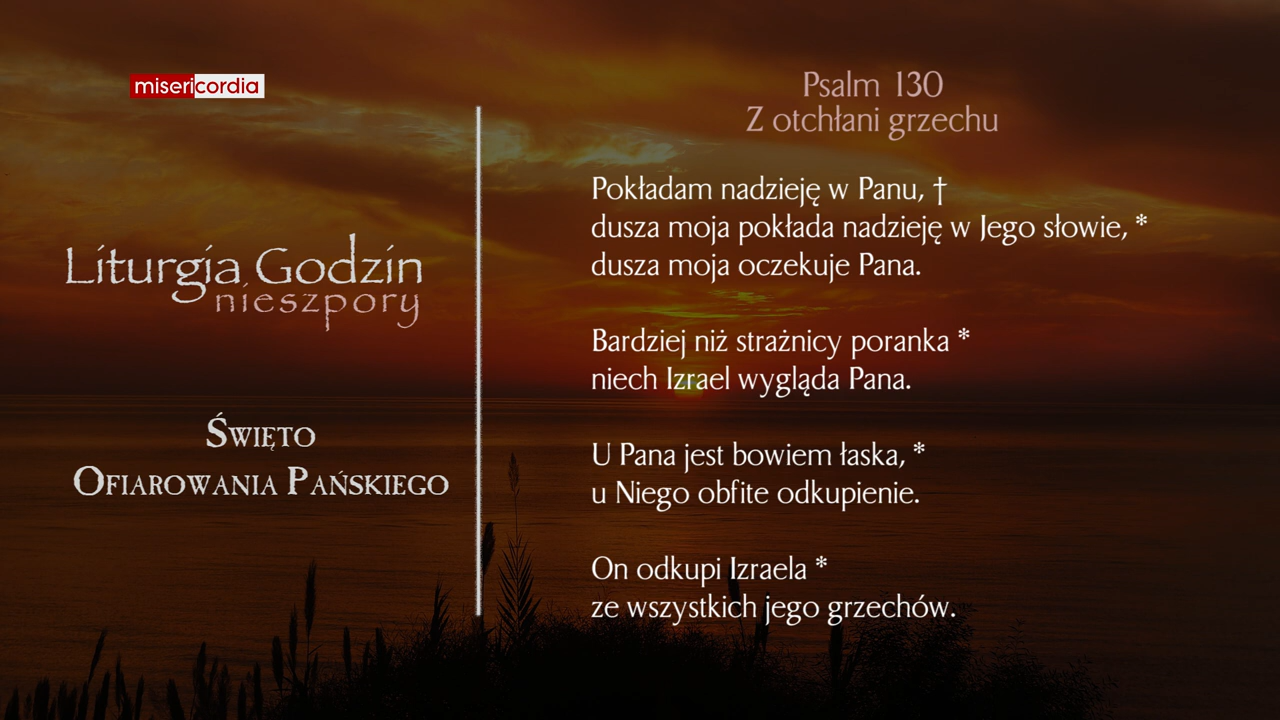 misericordia
Liturgia Godzin
nieszpory
Święto
Ofiarowania Pańskiego
Psalm 130
Z otchłani grzechu
Pokładam nadzieję w Panu, †
dusza moja pokłada nadzieję w Jego słowie, *
dusza moja oczekuje Pana.
Bardziej niż strażnicy poranka *
niech Izrael wygląda Pana.
U Pana jest bowiem łaska, *
u Niego obfite odkupienie.
On odkupi Izraela *
ze wszystkich jego grzechów.